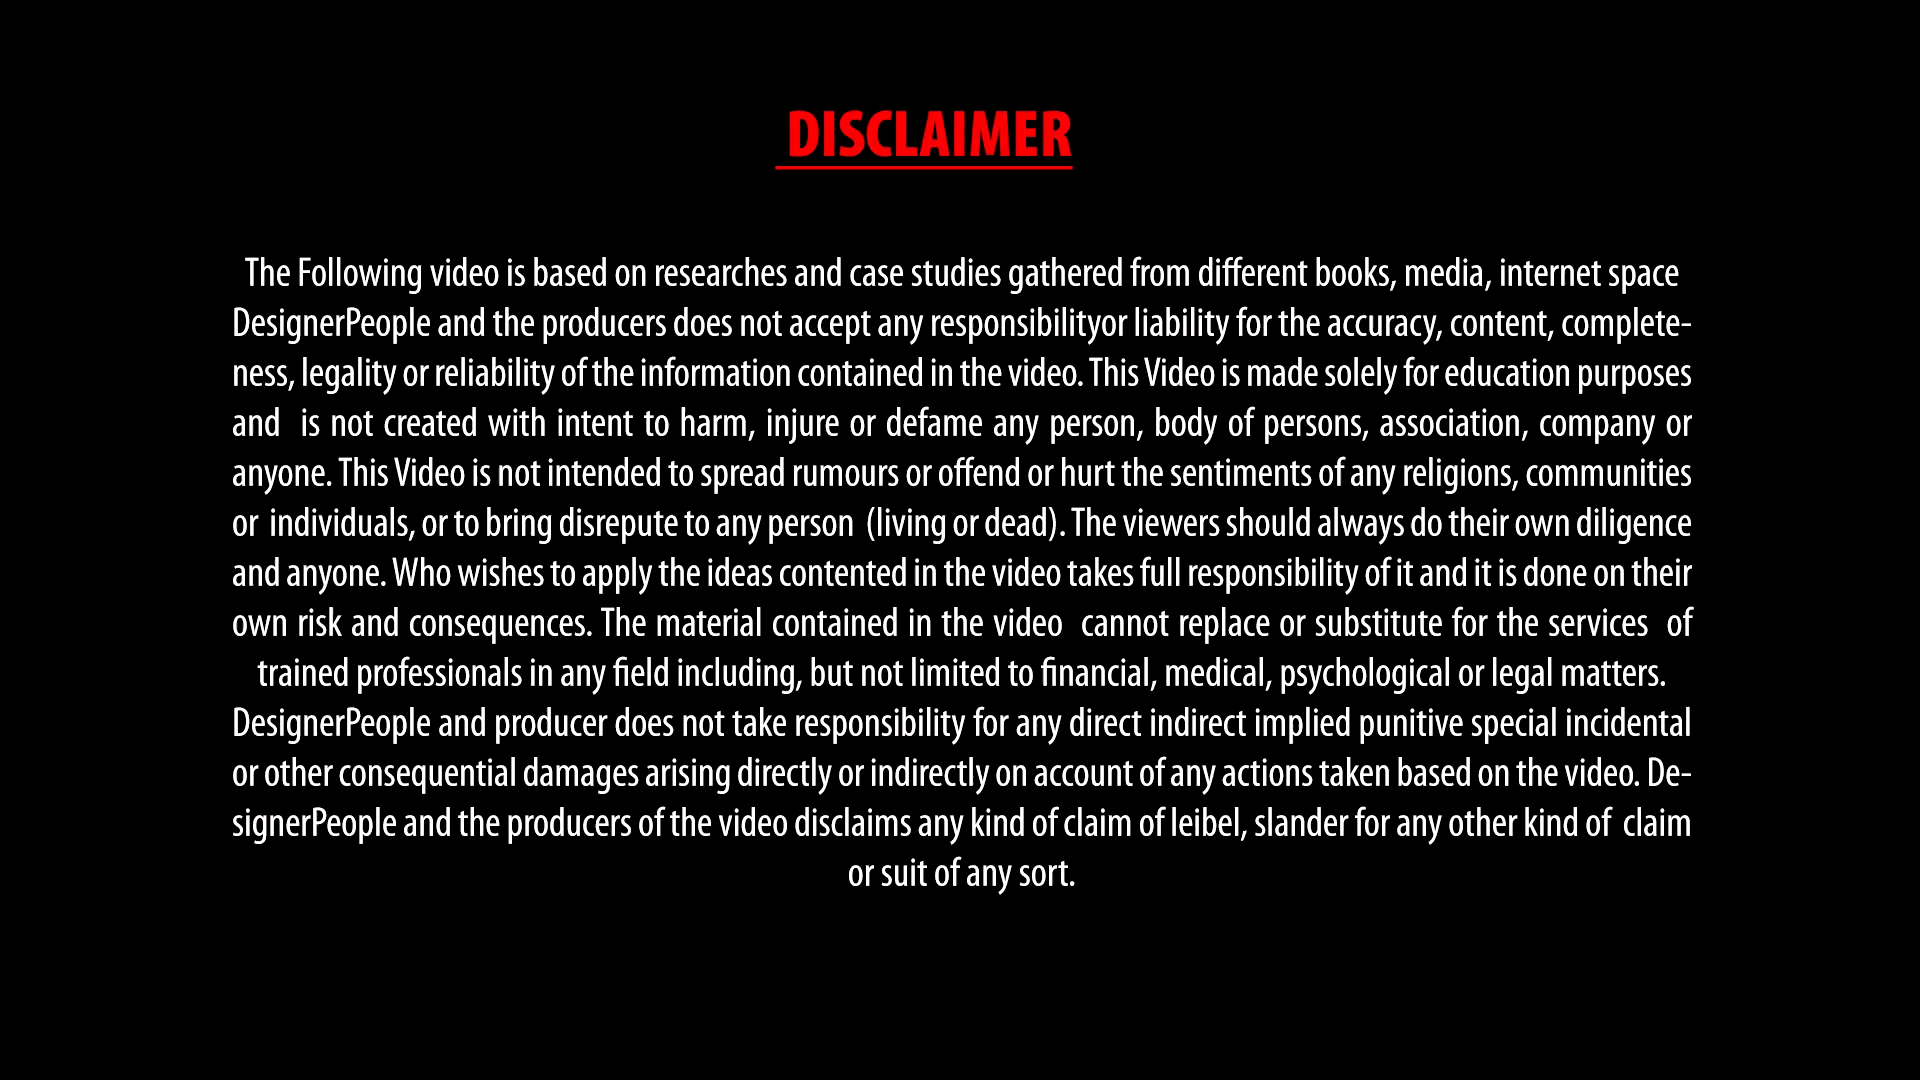 DISCLAIMER
The Following video is based on researches and case studies gathered from different books, media, internet space
DesignerPeople and the producers does not accept any responsibilityor liability for the accuracy, content, complete-
ness, legality or reliability of the information contained in the video. This Video is made solely for education purposes
and is not created with intent to harm, injure or defame any person, body of persons, association, company or
anyone. This Video is not intended to spread rumours or offend or hurt the sentiments of any religions, communities
or individuals, or to bring disrepute to any person (living or dead). The viewers should always do their own diligence
and anyone. Who wishes to apply the ideas contented in the video takes full responsibility of it and it is done on their
own risk and consequences. The material contained in the video cannot replace or substitute for the services of
trained professionals in any field including, but not limited to financial, medical, psychological or legal matters.
DesignerPeople and producer does not take responsibility for any direct indirect implied punitive special incidental
or other consequential damages arising directly or indirectly on account of any actions taken based on the video. De-
signerPeople and the producers of the video disclaims any kind of claim of leibel, slander for any other kind of claim
or suit of any sort.